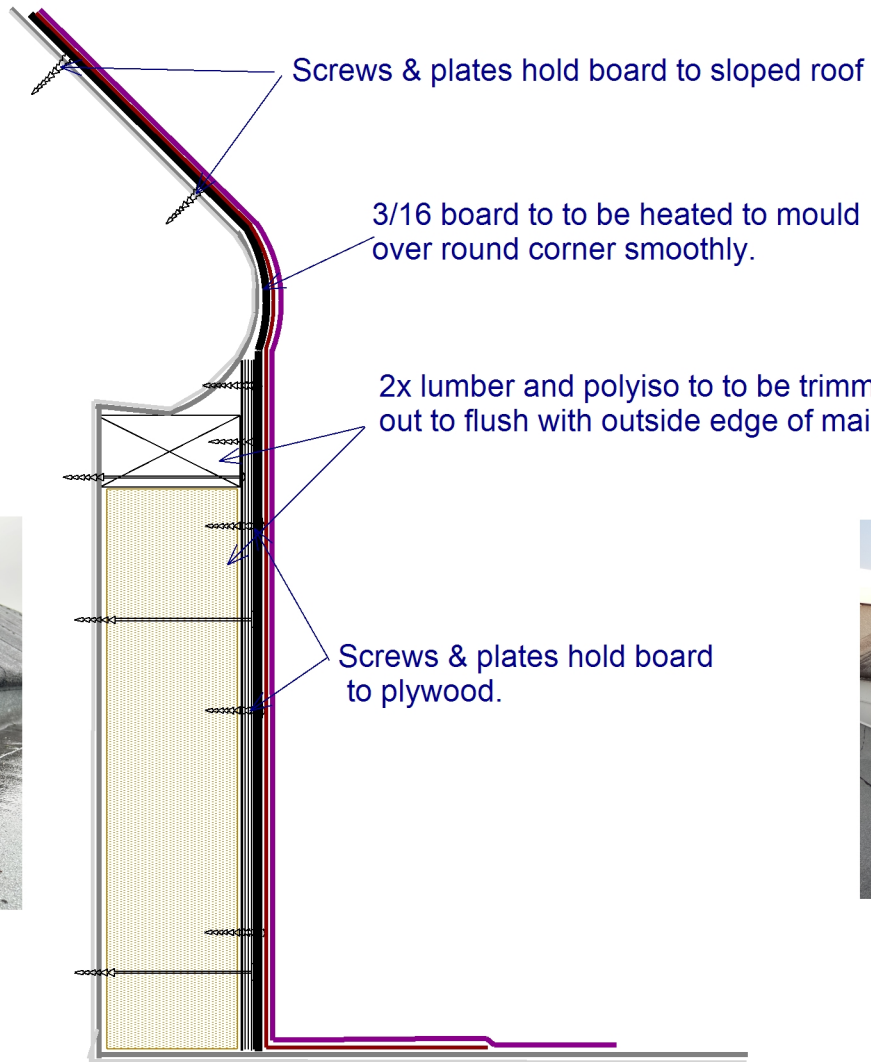 Screws & plates hold board to sloped roof
3/16 board to to be heated to mould
over round corner smoothly.
2x lumber and polyiso to to be trimm
out to flush with outside edge of mai
Screws & plates hold board
to plywood.